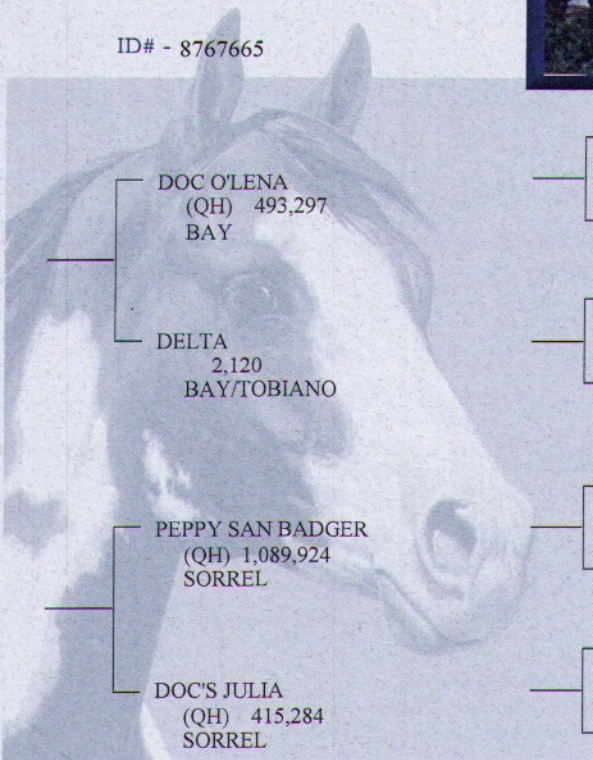 ID# - 8767665
DOC O'LENA
(QH) 493,297
BAY
DELTA
2,120
BAY/TOBIANO
PEPPY SAN BADGER
(QH) 1,089,924
SORREL
DOC'S JULIA
(QH) 415,284
SORREL